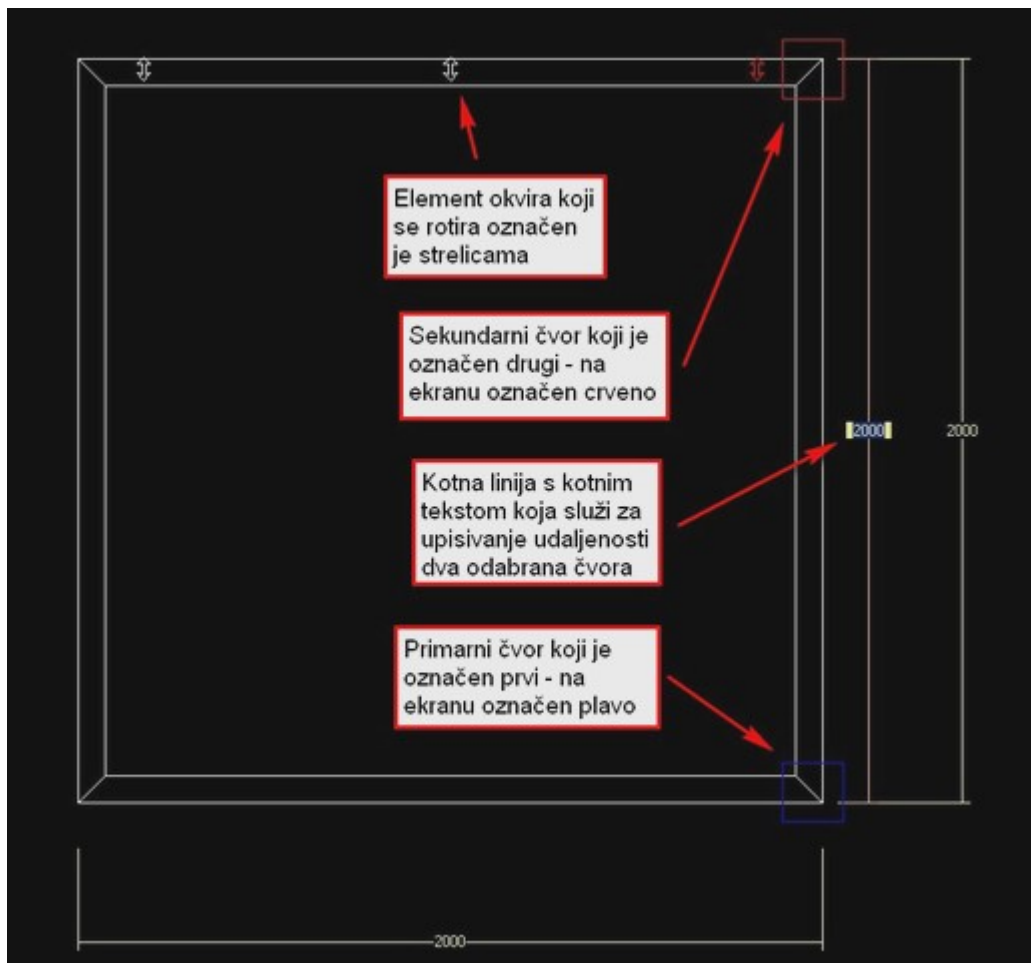 Element okvira koji
se rotira označen
je strelicama
Sekundarni čvor koji je
označen drugi - na
ekranu označen crveno
2000
2000
Kotna linija s kotnim
tekstom koja služi za
upisivanje udaljenosti
dva odabrana čvora
Primarni čvor koji je
označen prvi - na
ekranu označen plavo
2000